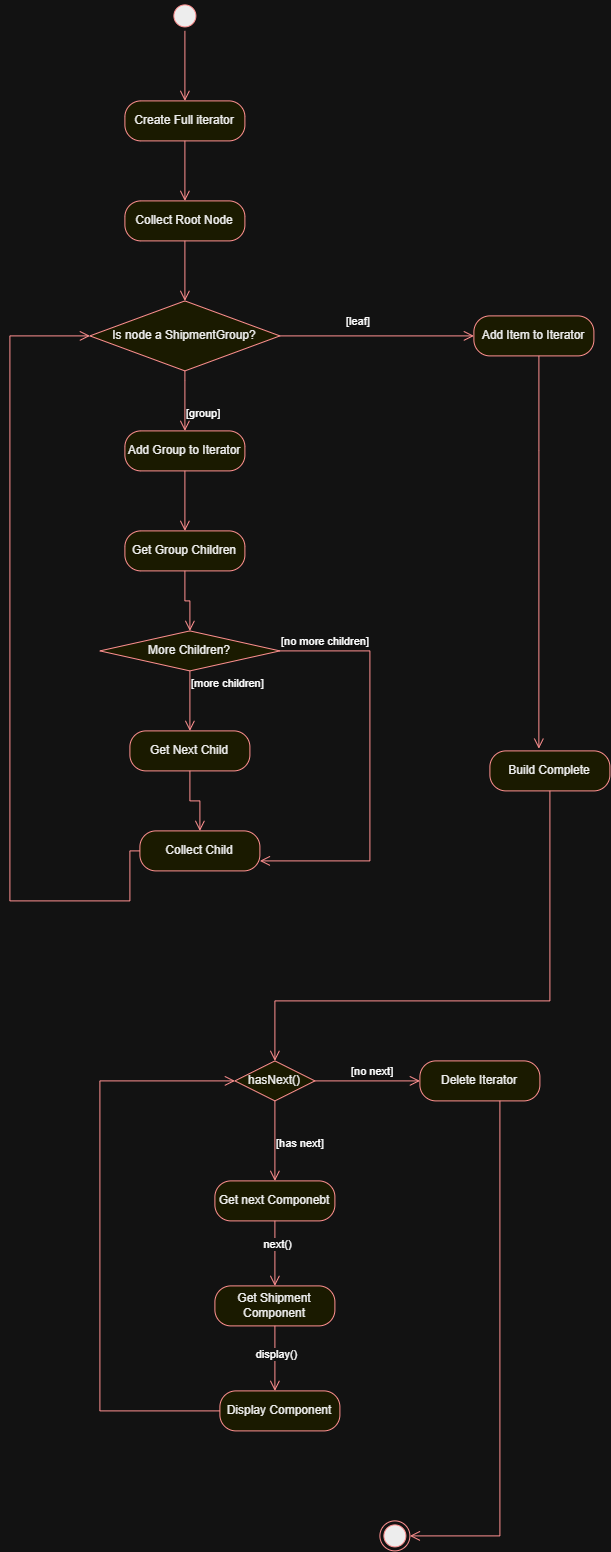 Create Full iterator
Collect Root Node
Is node a ShipmentGroup?
[leaf]
Add Item to Iterator
[group]
Add Group to Iterator
Get Group Children
More Children?
[no more children]
[more children]
Get Next Child
Build Complete
Collect Child
hasNext()
[no next]
Delete Iterator
[has next]
Get next Componebt
next()
Get Shipment
Component
display()
Display Component